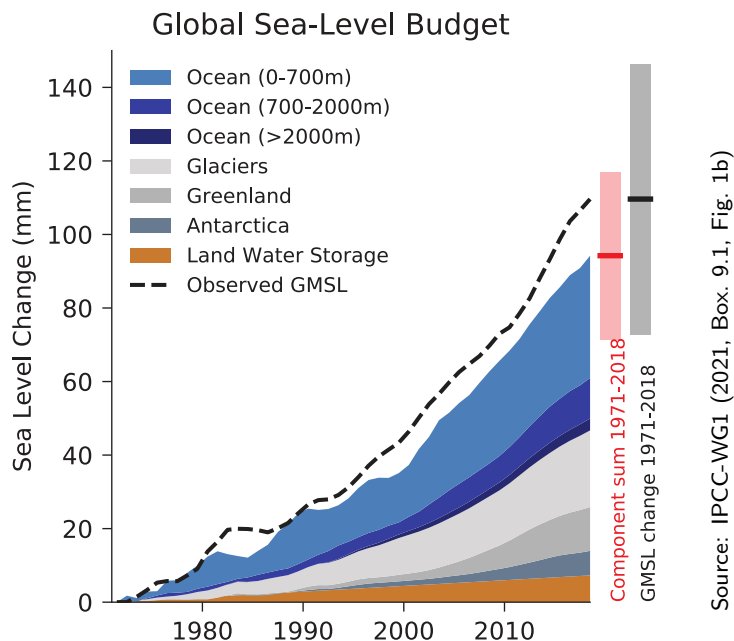 Global Sea-Level Budget
Sea Level Change (mm)
140
120
100
80
60
40
20
0
Ocean (0-700m)
Ocean (700-2000m)
Ocean (>2000m)
Glaciers
Greenland
Antarctica
Land Water Storage
Observed GMSL
1980
1990
2000
2010
Component sum 1971-2018
GMSL change 1971-2018
Source: IPCC-WG1 (2021, Box. 9.1, Fig. 1b)